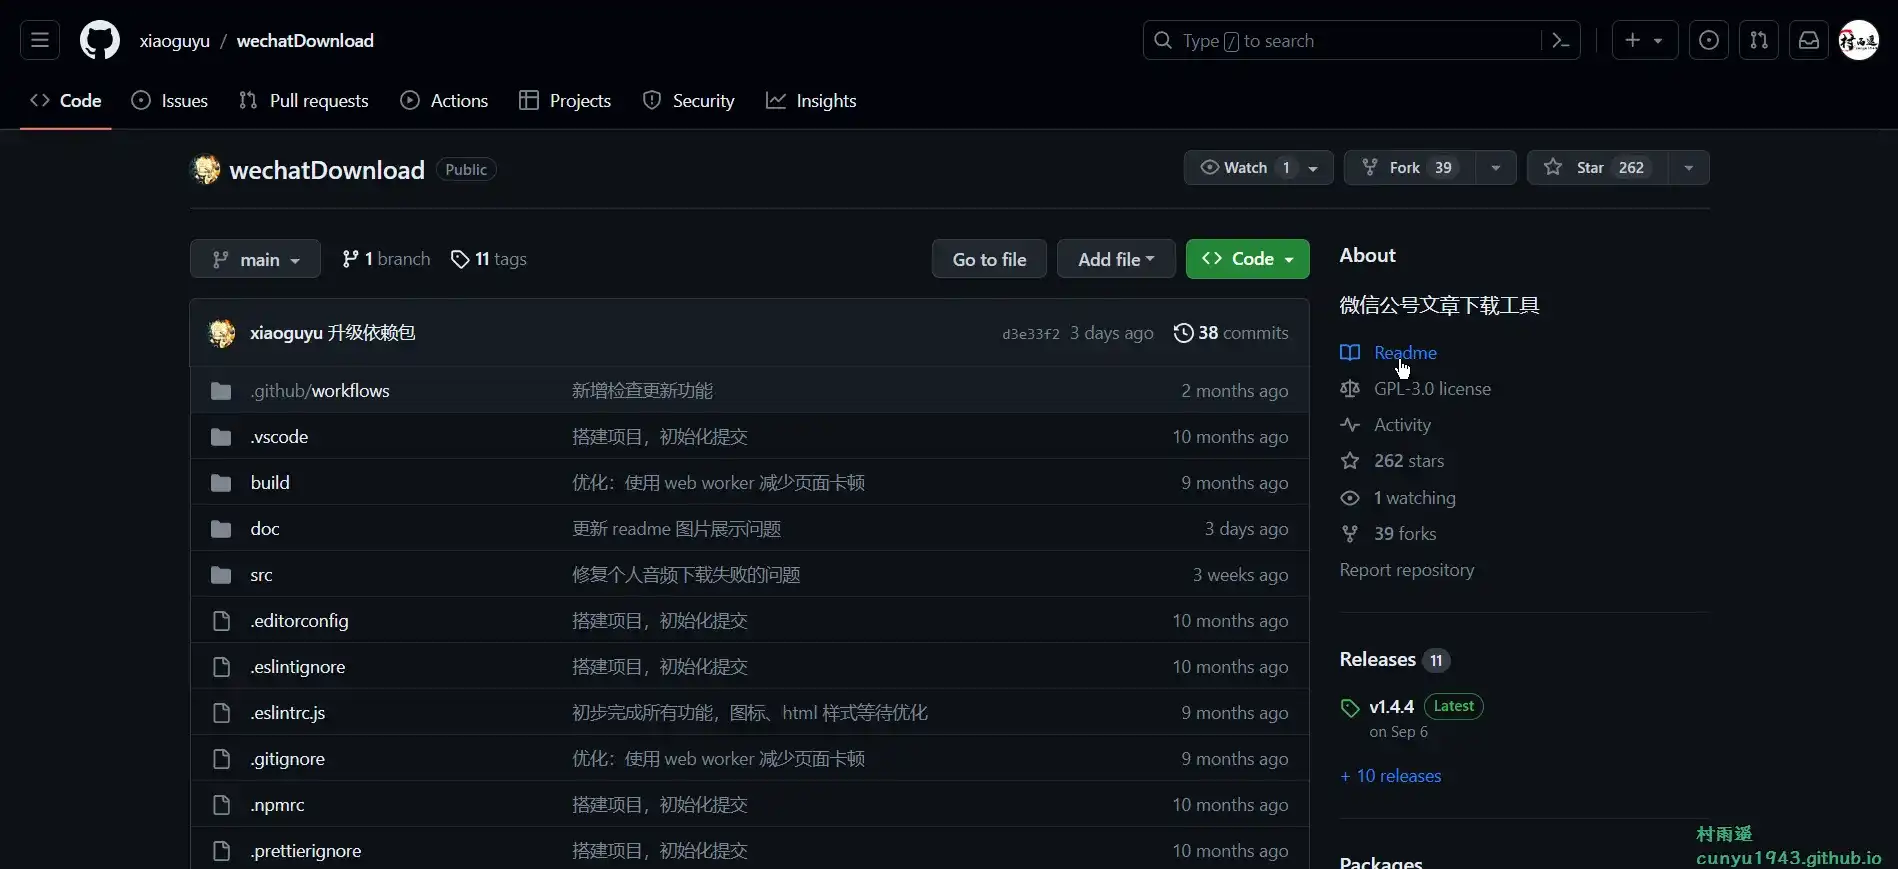 xiaoguyu / wechatDownload
Type / to search
Code Issues Pull requests Actions Projects Security Insights
wechatDownload Public
Watch 1 Fork 39 Star 262
main 1 branch 11 tags Go to file Add file Code
xiaoguyu 升级依赖包 d3e33f2 3 days ago 38 commits
.github/workflows 新增检查更新功能 2 months ago
.vscode 搭建项目，初始化提交 10 months ago
build 优化：使用 web worker 减少页面卡顿 9 months ago
doc 更新 readme 图片展示问题 3 days ago
src 修复个人音频下载失败的问题 3 weeks ago
.editorconfig 搭建项目，初始化提交 10 months ago
.eslintignore 搭建项目，初始化提交 10 months ago
.eslintrc.js 初步完成所有功能，图标、html 样式等待优化 9 months ago
.gitignore 优化：使用 web worker 减少页面卡顿 9 months ago
.npmrc 搭建项目，初始化提交 10 months ago
.prettierignore 搭建项目，初始化提交 10 months ago
About
微信公号文章下载工具
Readme
GPL-3.0 license
Activity
262 stars
1 watching
39 forks
Report repository
Releases 11
v1.4.4 Latest
on Sep 6
+ 10 releases
Packages
村雨遥
cunyu1943.github.io